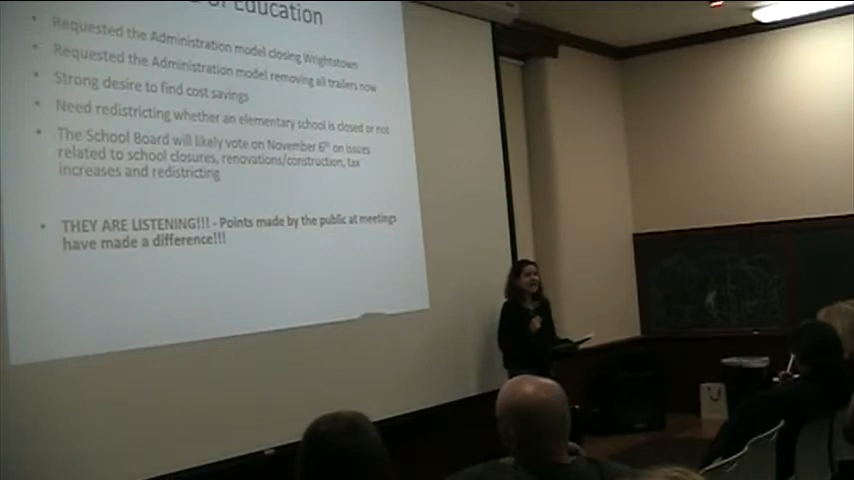 of Education
• Requested the Administration model closing Wrightstown
• Requested the Administration model removing all trailers now
• Strong desire to find cost savings
• Need redistricting whether an elementary school is closed or not
• The School Board will likely vote on November 6th on issues
related to school closures, renovations/construction, tax
increases and redistricting
• THEY ARE LISTENING!!! - Points made by the public at meetings
have made a difference!!!